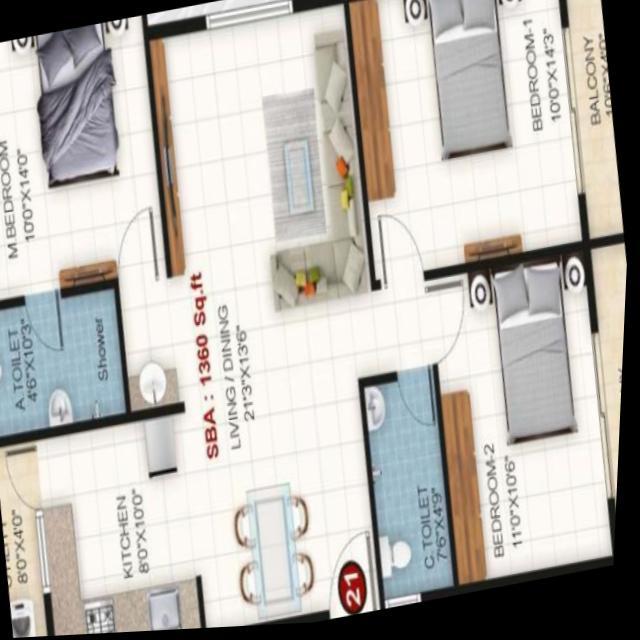 M.BEDROOM
10'0"X14'0"
BEDROOM-1
10'0"X14'3"
BALCONY
A.TOILET
4'6"X10'3"
Shower
SBA : 1360 Sq.ft
LIVING / DINING
21'3"X13'6"
KITCHEN
8'0"X10'0"
8'0"X4'0"
C.TOILET
7'6"X4'9"
BEDROOM-2
11'0"X10'6"
21